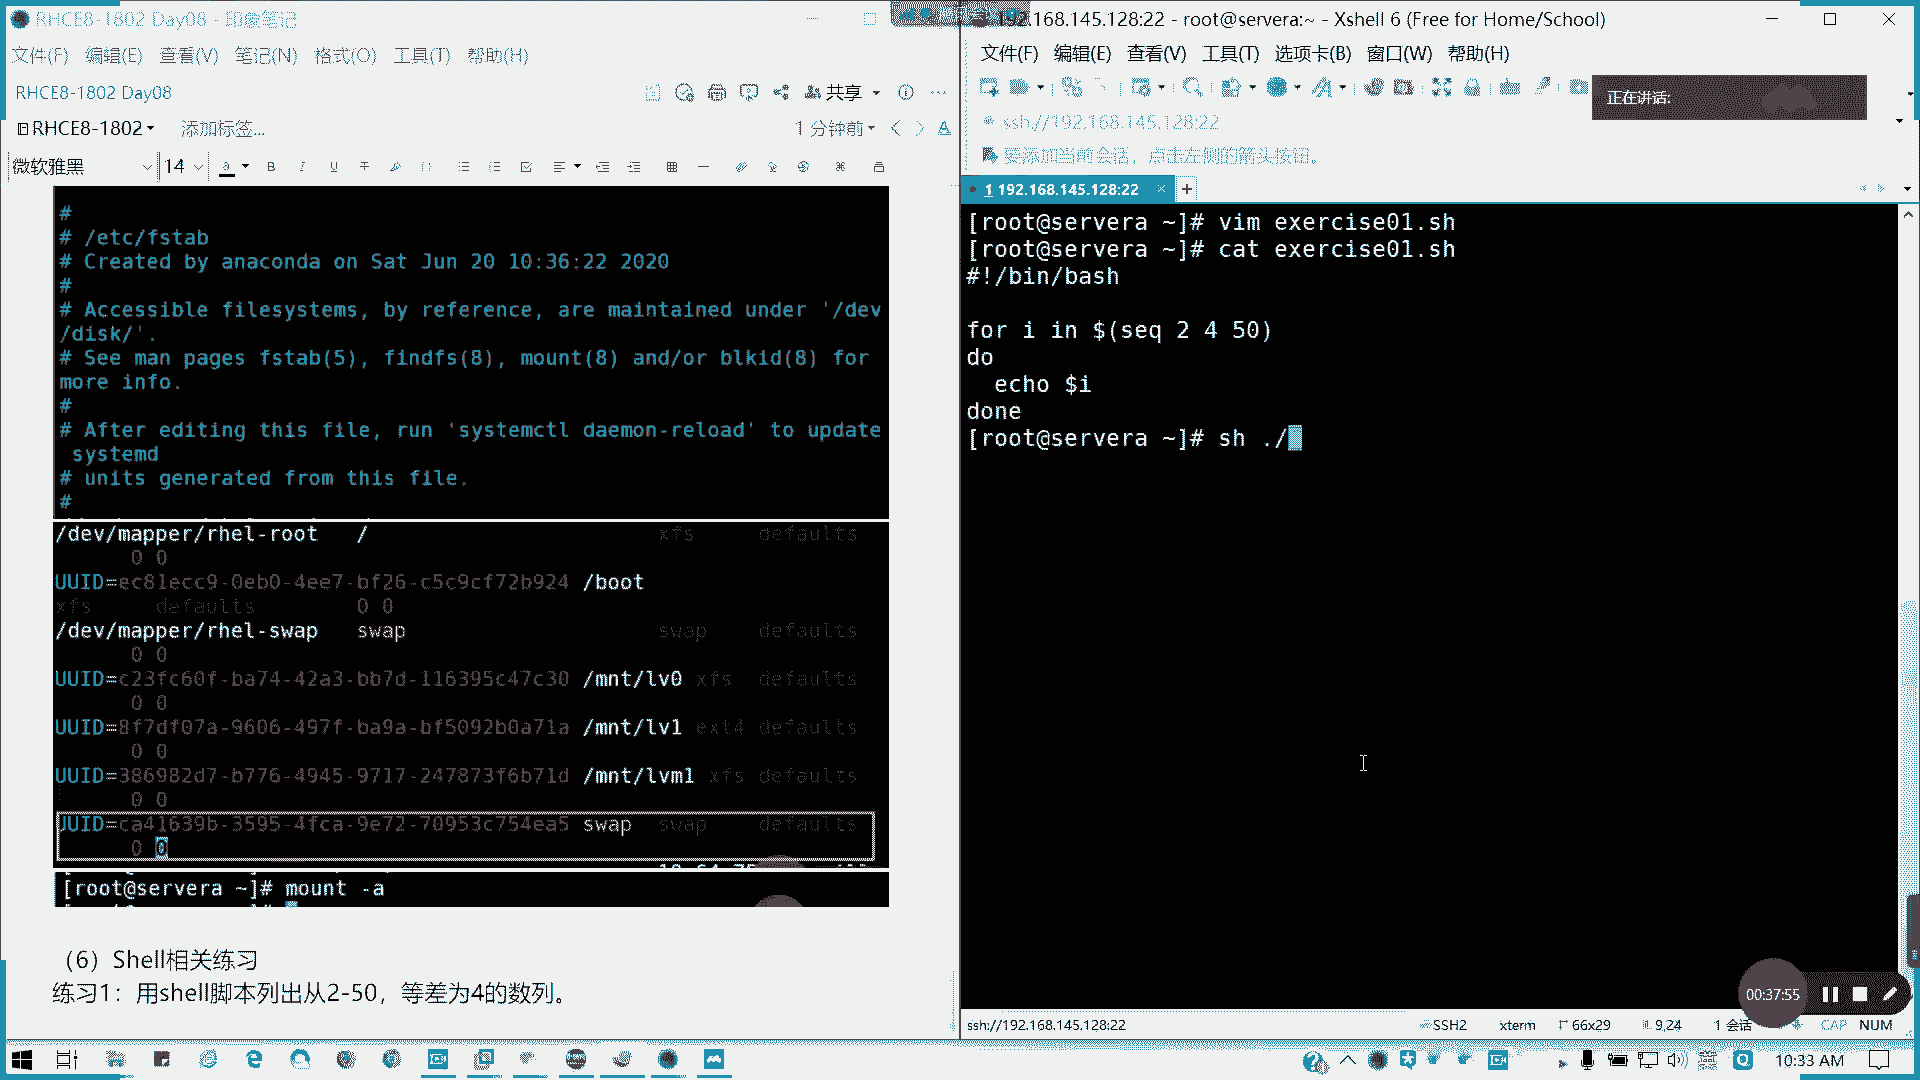 RHCE8-1802 Day08 - 印象笔记
文件(F) 编辑(E) 查看(V) 笔记(N) 格式(O) 工具(T) 帮助(H)
RHCE8-1802 Day08
共享
RHCE8-1802
添加标签...
1 分钟前
微软雅黑 14
#
# /etc/fstab
# Created by anaconda on Sat Jun 20 10:36:22 2020
#
# Accessible filesystems, by reference, are maintained under '/dev
/disk/'.
# See man pages fstab(5), findfs(8), mount(8) and/or blkid(8) for
more info.
#
# After editing this file, run 'systemctl daemon-reload' to update
systemd
# units generated from this file.
#
/dev/mapper/rhel-root / xfs defaults
0 0
UUID=ec81ecc9-0eb0-4ee7-bf26-c5c9cf72b924 /boot
xfs defaults 0 0
/dev/mapper/rhel-swap swap swap defaults
0 0
UUID=c23fc60f-ba74-42a3-bb7d-116395c47c30 /mnt/lv0 xfs defaults
0 0
UUID=8f7df07a-9606-497f-ba9a-bf5092b0a71a /mnt/lv1 ext4 defaults
0 0
UUID=386982d7-b776-4945-9717-247873f6b71d /mnt/lvm1 xfs defaults
0 0
UUID=ca41639b-3595-4fca-9e72-70953c754ea5 swap swap defaults
0 0
[root@servera ~]# mount -a
（6）Shell相关练习
练习1：用shell脚本列出从2-50，等差为4的数列。
192.168.145.128:22 - root@servera:~ - Xshell 6 (Free for Home/School)
文件(F) 编辑(E) 查看(V) 工具(T) 选项卡(B) 窗口(W) 帮助(H)
正在讲话:
ssh://192.168.145.128:22
要添加当前会话，点击左侧的箭头按钮。
1 192.168.145.128:22
[root@servera ~]# vim exercise01.sh
[root@servera ~]# cat exercise01.sh
#!/bin/bash
for i in $(seq 2 4 50)
do
echo $i
done
[root@servera ~]# sh ./
00:37:55
ssh://192.168.145.128:22 SSH2 xterm 66x29 9,24 1 会话 CAP NUM
10:33 AM